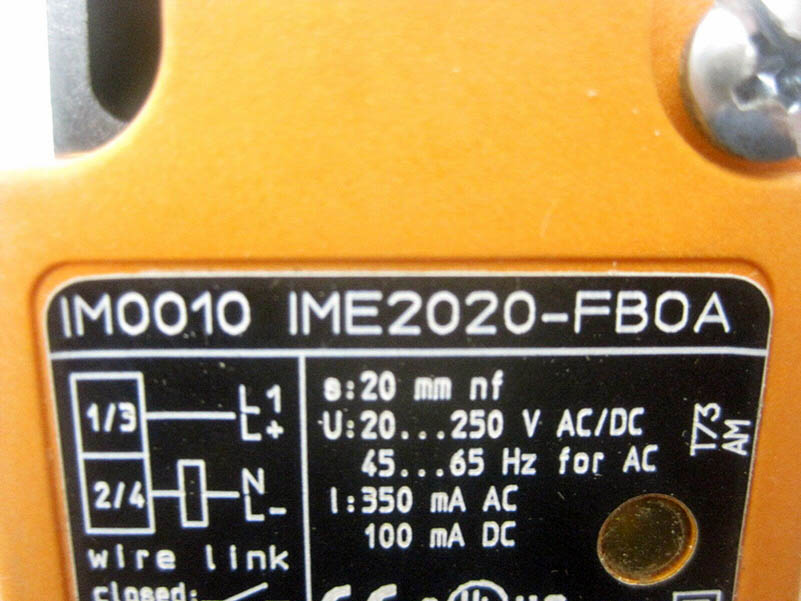 IM0010 IME2020-FBOA
1/3 L1
L+
2/4 N
L-
wire link
closed:
s:20 mm nf
U:20...250 V AC/DC
45...65 Hz for AC
I:350 mA AC
100 mA DC
T73
AM